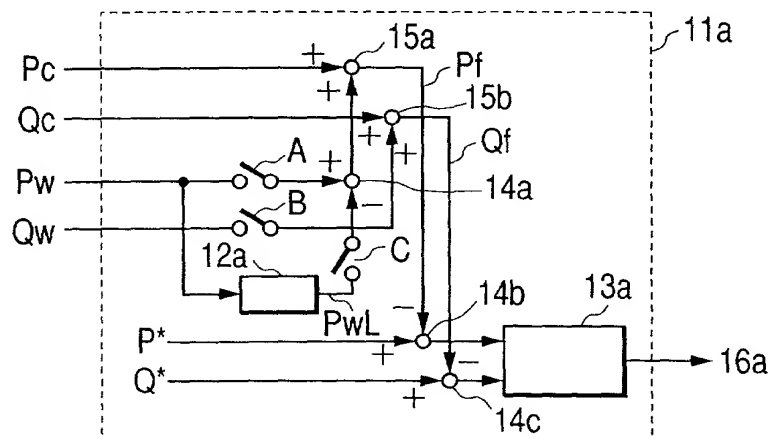 11a
15a
Pc
+
+
Pf
15b
Qc
+
+
Qf
A
Pw
+
14a
B
−
Qw
12a
C
PwL
−
14b
13a
P*
+
−
16a
Q*
+
14c